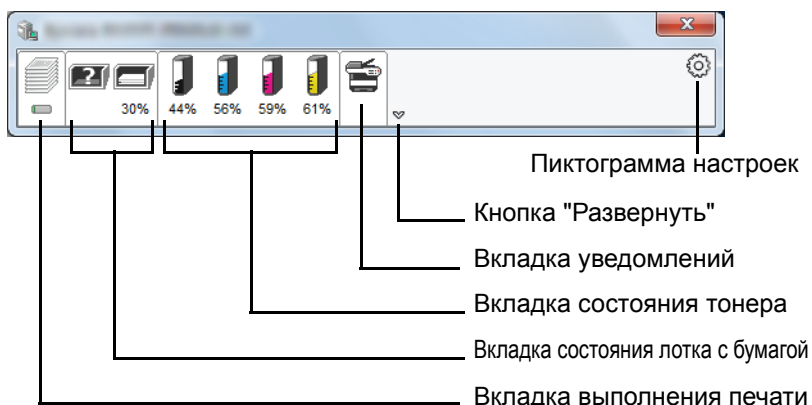 30% 44% 56% 59% 61%
Пиктограмма настроек
Кнопка "Развернуть"
Вкладка уведомлений
Вкладка состояния тонера
Вкладка состояния лотка с бумагой
Вкладка выполнения печати